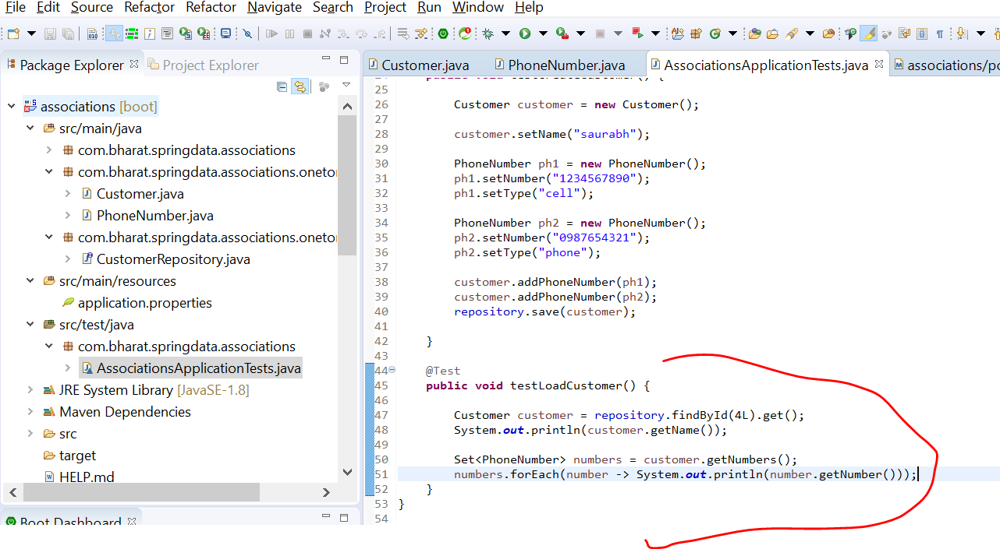 File Edit Source Refactor Refactor Navigate Search Project Run Window Help
Package Explorer Project Explorer
associations [boot]
src/main/java
com.bharat.springdata.associations
com.bharat.springdata.associations.oneto
Customer.java
PhoneNumber.java
com.bharat.springdata.associations.oneto
CustomerRepository.java
src/main/resources
application.properties
src/test/java
com.bharat.springdata.associations
AssociationsApplicationTests.java
JRE System Library [JavaSE-1.8]
Maven Dependencies
src
target
HELP.md
Boot Dashboard
Customer.java PhoneNumber.java AssociationsApplicationTests.java associations/po
25
26 Customer customer = new Customer();
27
28 customer.setName("saurabh");
29
30 PhoneNumber ph1 = new PhoneNumber();
31 ph1.setNumber("1234567890");
32 ph1.setType("cell");
33
34 PhoneNumber ph2 = new PhoneNumber();
35 ph2.setNumber("0987654321");
36 ph2.setType("phone");
37
38 customer.addPhoneNumber(ph1);
39 customer.addPhoneNumber(ph2);
40 repository.save(customer);
41
42 }
43
44 @Test
45 public void testLoadCustomer() {
46
47 Customer customer = repository.findById(4L).get();
48 System.out.println(customer.getName());
49
50 Set<PhoneNumber> numbers = customer.getNumbers();
51 numbers.forEach(number -> System.out.println(number.getNumber()));
52 }
53 }
54